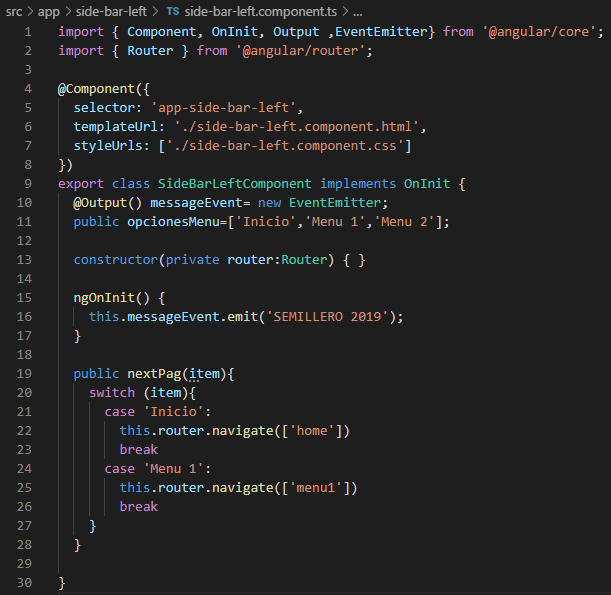 src > app > side-bar-left > TS side-bar-left.component.ts > ...
1 import { Component, OnInit, Output ,EventEmitter} from '@angular/core';
2 import { Router } from '@angular/router';
3
4 @Component({
5   selector: 'app-side-bar-left',
6   templateUrl: './side-bar-left.component.html',
7   styleUrls: ['./side-bar-left.component.css']
8 })
9 export class SideBarLeftComponent implements OnInit {
10   @Output() messageEvent= new EventEmitter;
11   public opcionesMenu=['Inicio','Menu 1','Menu 2'];
12
13   constructor(private router:Router) { }
14
15   ngOnInit() {
16     this.messageEvent.emit('SEMILLERO 2019');
17   }
18
19   public nextPag(item){
20     switch (item){
21       case 'Inicio':
22         this.router.navigate(['home'])
23         break
24       case 'Menu 1':
25         this.router.navigate(['menu1'])
26         break
27     }
28   }
29
30 }